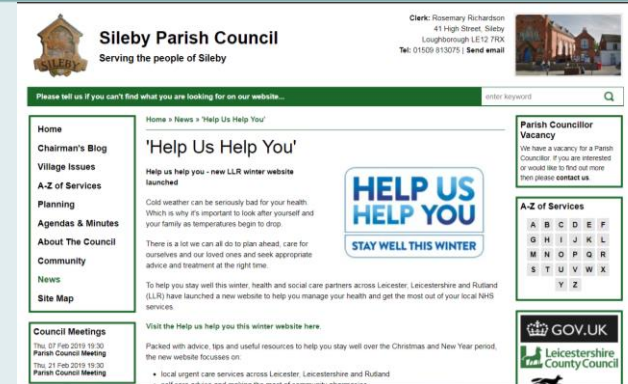 SILEBY
Sileby Parish Council
Serving the people of Sileby
Clerk: Rosemary Richardson
41 High Street, Sileby
Loughborough LE12 7RX
Tel: 01509 813075 | Send email
Please tell us if you can't find what you are looking for on our website...
enter keyword
Home
Chairman's Blog
Village Issues
A-Z of Services
Planning
Agendas & Minutes
About The Council
Community
News
Site Map
Council Meetings
Thu, 07 Feb 2019 19:30
Parish Council Meeting
Thu, 21 Feb 2019 19:30
Parish Council Meeting
Home » News » 'Help Us Help You'
'Help Us Help You'
Help us help you - new LLR winter website
launched
Cold weather can be seriously bad for your health.
Which is why it's important to look after yourself and
your family as temperatures begin to drop.
There is a lot we can all do to plan ahead, care for
ourselves and our loved ones and seek appropriate
advice and treatment at the right time.
HELP US
HELP YOU
STAY WELL THIS WINTER
To help you stay well this winter, health and social care partners across Leicester, Leicestershire and Rutland
(LLR) have launched a new website to help you manage your health and get the most out of your local NHS
services.
Visit the Help us help you this winter website here.
Packed with advice, tips and useful resources to help you stay well over the Christmas and New Year period,
the new website focusses on:
local urgent care services across Leicester, Leicestershire and Rutland
self care advice and making the most of community pharmacies
Parish Councillor
Vacancy
We have a vacancy for a Parish
Councillor. If you are interested
or would like to find out more
then please contact us.
A-Z of Services
A B C D E F
G H I J K L
M N O P Q R
S T U V W X
Y Z
GOV.UK
Leicestershire
County Council